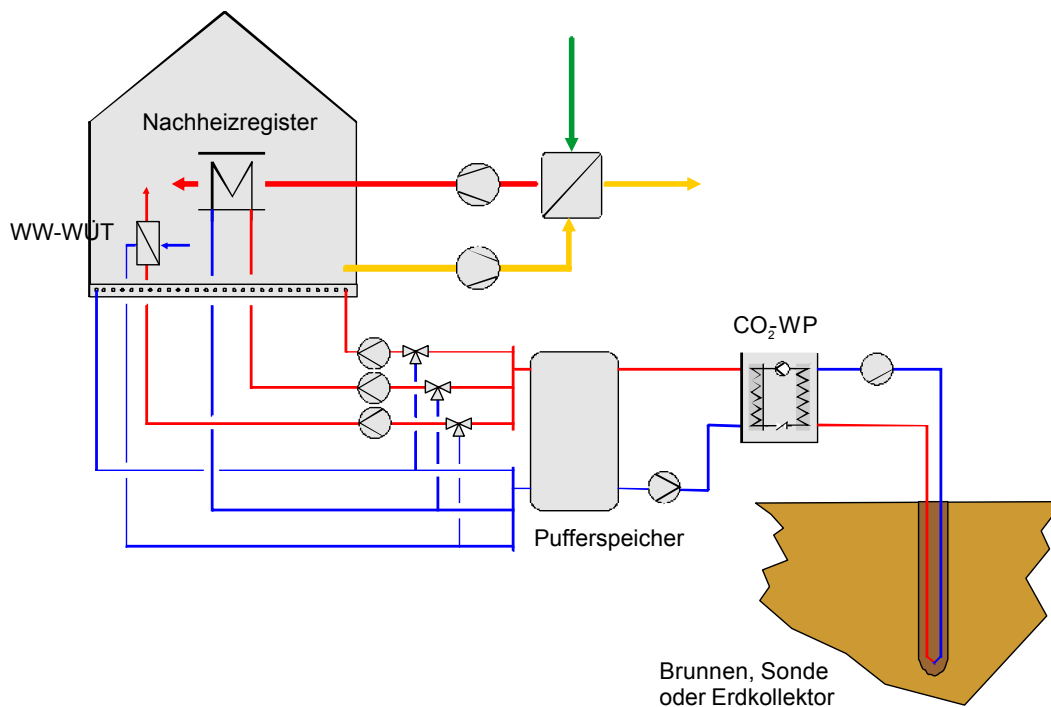 Nachheizregister
WW-WÜT
CO₂-WP
Pufferspeicher
Brunnen, Sonde
oder Erdkollektor